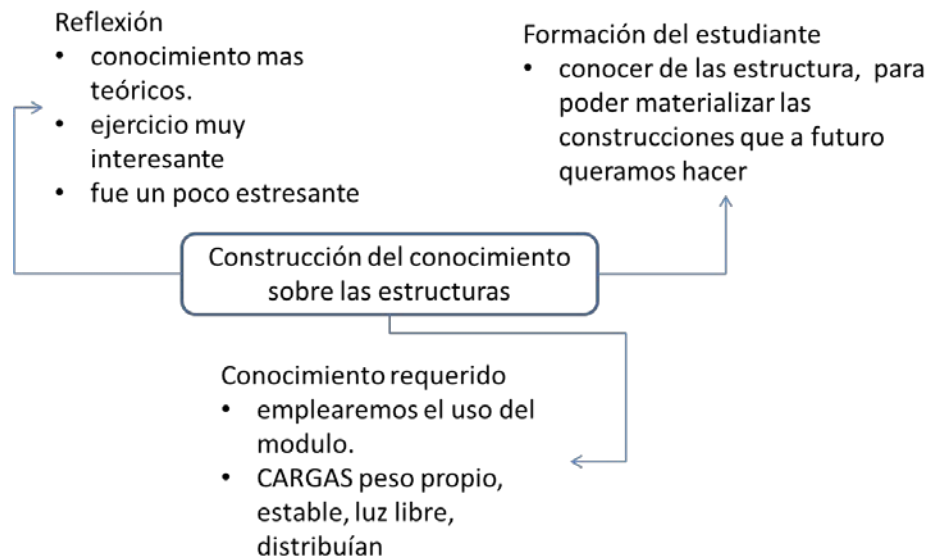 Reflexión
• conocimiento mas
teóricos.
• ejercicio muy
interesante
• fue un poco estresante
Formación del estudiante
• conocer de las estructura, para
poder materializar las
construcciones que a futuro
queramos hacer
Construcción del conocimiento
sobre las estructuras
Conocimiento requerido
• emplearemos el uso del
modulo.
• CARGAS peso propio,
estable, luz libre,
distribuían